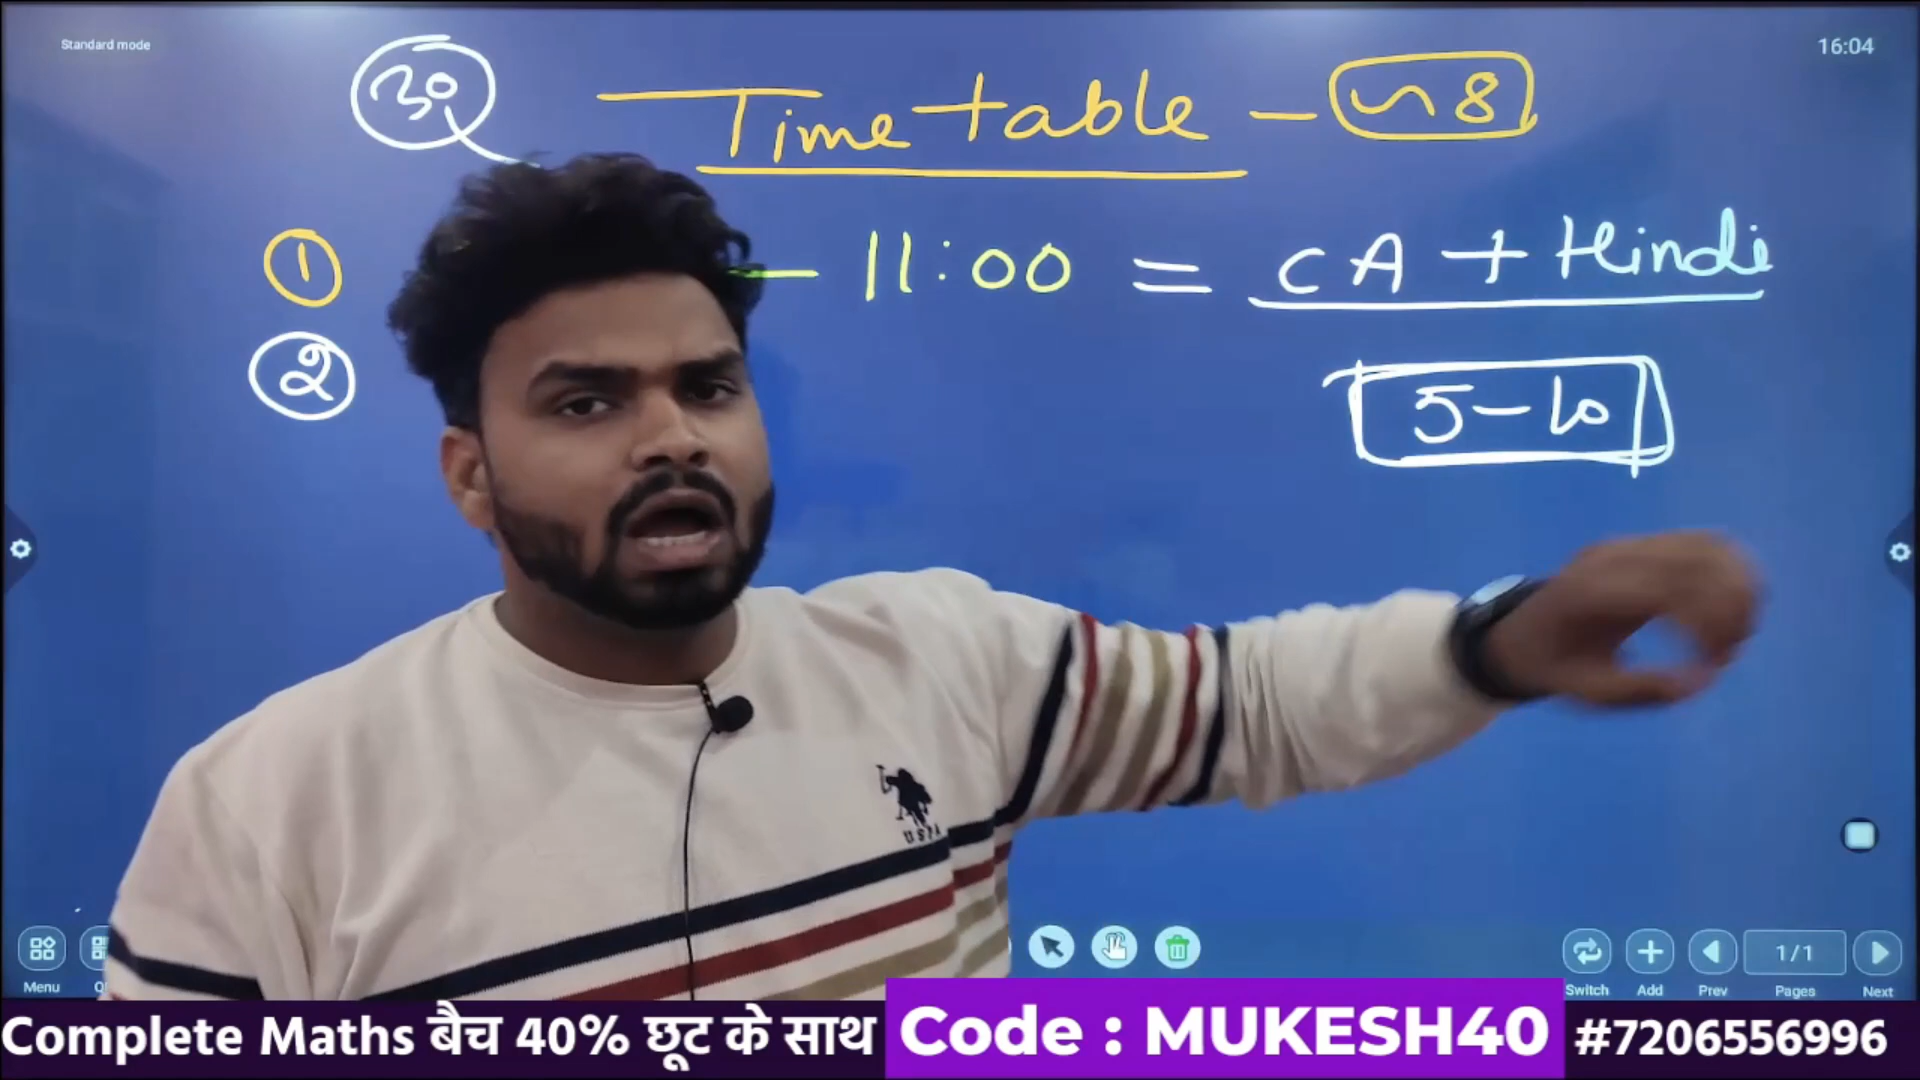 Standard mode
16:04
30
Time table - 8
① - 11:00 = CA + Hindi
②
5-10
USPA
Menu
Switch Add Prev 1/1 Pages Next
Complete Maths बैच 40% छूट के साथ Code : MUKESH40 #7206556996